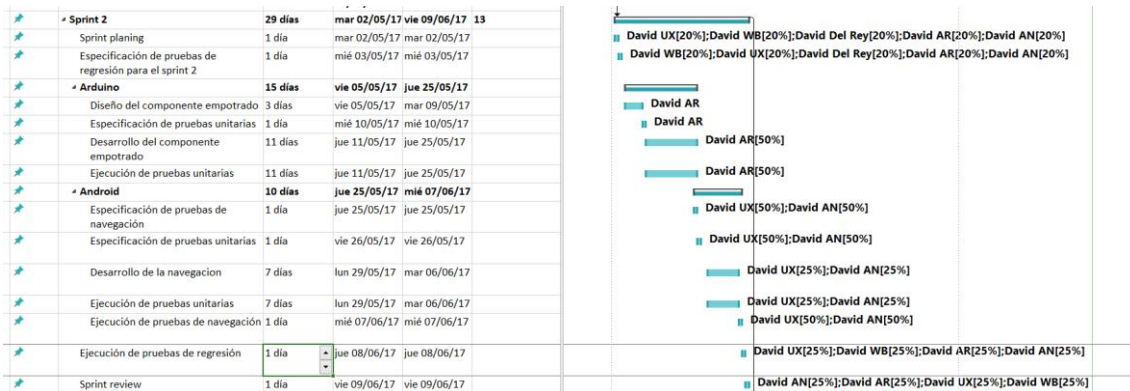 Sprint 2 29 días mar 02/05/17 vie 09/06/17 13
Sprint planing 1 día mar 02/05/17 mar 02/05/17 David UX[20%];David WB[20%];David Del Rey[20%];David AR[20%];David AN[20%]
Especificación de pruebas de 1 día mié 03/05/17 mié 03/05/17 David WB[20%];David UX[20%];David Del Rey[20%];David AR[20%];David AN[20%]
regresión para el sprint 2
Arduino 15 días vie 05/05/17 jue 25/05/17
Diseño del componente empotrado 3 días vie 05/05/17 mar 09/05/17 David AR
Especificación de pruebas unitarias 1 día mié 10/05/17 mié 10/05/17 David AR
Desarrollo del componente 11 días jue 11/05/17 jue 25/05/17 David AR[50%]
empotrado
Ejecución de pruebas unitarias 11 días jue 11/05/17 jue 25/05/17 David AR[50%]
Android 10 días jue 25/05/17 mié 07/06/17
Especificación de pruebas de 1 día jue 25/05/17 jue 25/05/17 David UX[50%];David AN[50%]
navegación
Especificación de pruebas unitarias 1 día vie 26/05/17 vie 26/05/17 David UX[50%];David AN[50%]
Desarrollo de la navegacion 7 días lun 29/05/17 mar 06/06/17 David UX[25%];David AN[25%]
Ejecución de pruebas unitarias 7 días lun 29/05/17 mar 06/06/17 David UX[25%];David AN[25%]
Ejecución de pruebas de navegación 1 día mié 07/06/17 mié 07/06/17 David UX[50%];David AN[50%]
Ejecución de pruebas de regresión 1 día jue 08/06/17 jue 08/06/17 David UX[25%];David WB[25%];David AR[25%];David AN[25%]
Sprint review 1 día vie 09/06/17 vie 09/06/17 David AN[25%];David AR[25%];David UX[25%];David WB[25%]